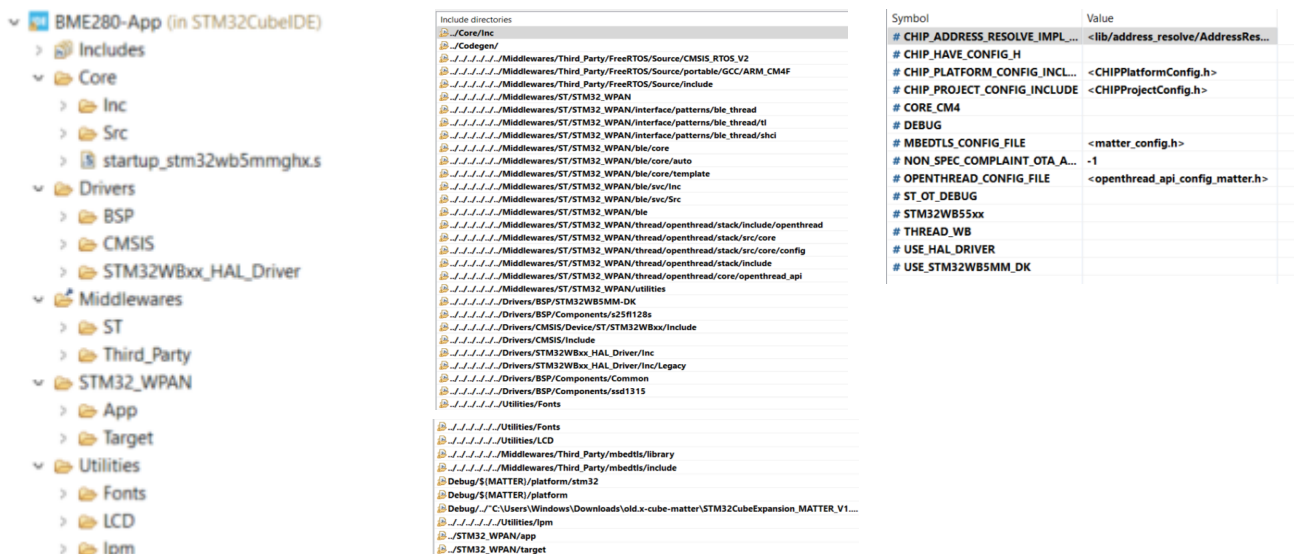 BME280-App (in STM32CubeIDE)
Includes
Core
Inc
Src
startup_stm32wb5mmghx.s
Drivers
BSP
CMSIS
STM32WBxx_HAL_Driver
Middlewares
ST
Third_Party
STM32_WPAN
App
Target
Utilities
Fonts
LCD
lpm
Include directories
../Core/Inc
../Codegen/
../../../../../../Middlewares/Third_Party/FreeRTOS/Source/CMSIS_RTOS_V2
../../../../../../Middlewares/Third_Party/FreeRTOS/Source/portable/GCC/ARM_CM4F
../../../../../../Middlewares/Third_Party/FreeRTOS/Source/include
../../../../../../Middlewares/ST/STM32_WPAN
../../../../../../Middlewares/ST/STM32_WPAN/interface/patterns/ble_thread
../../../../../../Middlewares/ST/STM32_WPAN/interface/patterns/ble_thread/tl
../../../../../../Middlewares/ST/STM32_WPAN/interface/patterns/ble_thread/shci
../../../../../../Middlewares/ST/STM32_WPAN/ble/core
../../../../../../Middlewares/ST/STM32_WPAN/ble/core/auto
../../../../../../Middlewares/ST/STM32_WPAN/ble/core/template
../../../../../../Middlewares/ST/STM32_WPAN/ble/svc/Inc
../../../../../../Middlewares/ST/STM32_WPAN/ble/svc/Src
../../../../../../Middlewares/ST/STM32_WPAN/ble
../../../../../../Middlewares/ST/STM32_WPAN/thread/openthread/stack/include/openthread
../../../../../../Middlewares/ST/STM32_WPAN/thread/openthread/stack/src/core
../../../../../../Middlewares/ST/STM32_WPAN/thread/openthread/stack/src/core/config
../../../../../../Middlewares/ST/STM32_WPAN/thread/openthread/stack/include
../../../../../../Middlewares/ST/STM32_WPAN/thread/openthread/core/openthread_api
../../../../../../Middlewares/ST/STM32_WPAN/utilities
../../../../../../Drivers/BSP/STM32WB5MM-DK
../../../../../../Drivers/BSP/Components/s25fl128s
../../../../../../Drivers/CMSIS/Device/ST/STM32WBxx/Include
../../../../../../Drivers/CMSIS/Include
../../../../../../Drivers/STM32WBxx_HAL_Driver/Inc
../../../../../../Drivers/STM32WBxx_HAL_Driver/Inc/Legacy
../../../../../../Drivers/BSP/Components/Common
../../../../../../Drivers/BSP/Components/ssd1315
../../../../../../Utilities/Fonts
../../../../../../Utilities/Fonts
../../../../../../Utilities/LCD
../../../../../../Middlewares/Third_Party/mbedtls/library
../../../../../../Middlewares/Third_Party/mbedtls/include
Debug/${MATTER}/platform/stm32
Debug/${MATTER}/platform
Debug/../"C:\Users\Windows\Downloads\old.x-cube-matter\STM32CubeExpansion_MATTER_V1....
../../../../../../Utilities/lpm
../STM32_WPAN/app
../STM32_WPAN/target
Symbol Value
# CHIP_ADDRESS_RESOLVE_IMPL_... <lib/address_resolve/AddressRes...
# CHIP_HAVE_CONFIG_H
# CHIP_PLATFORM_CONFIG_INCL... <CHIPPlatformConfig.h>
# CHIP_PROJECT_CONFIG_INCLUDE <CHIPProjectConfig.h>
# CORE_CM4
# DEBUG
# MBEDTLS_CONFIG_FILE <matter_config.h>
# NON_SPEC_COMPLAINT_OTA_A... -1
# OPENTHREAD_CONFIG_FILE <openthread_api_config_matter.h>
# ST_OT_DEBUG
# STM32WB55xx
# THREAD_WB
# USE_HAL_DRIVER
# USE_STM32WB5MM_DK